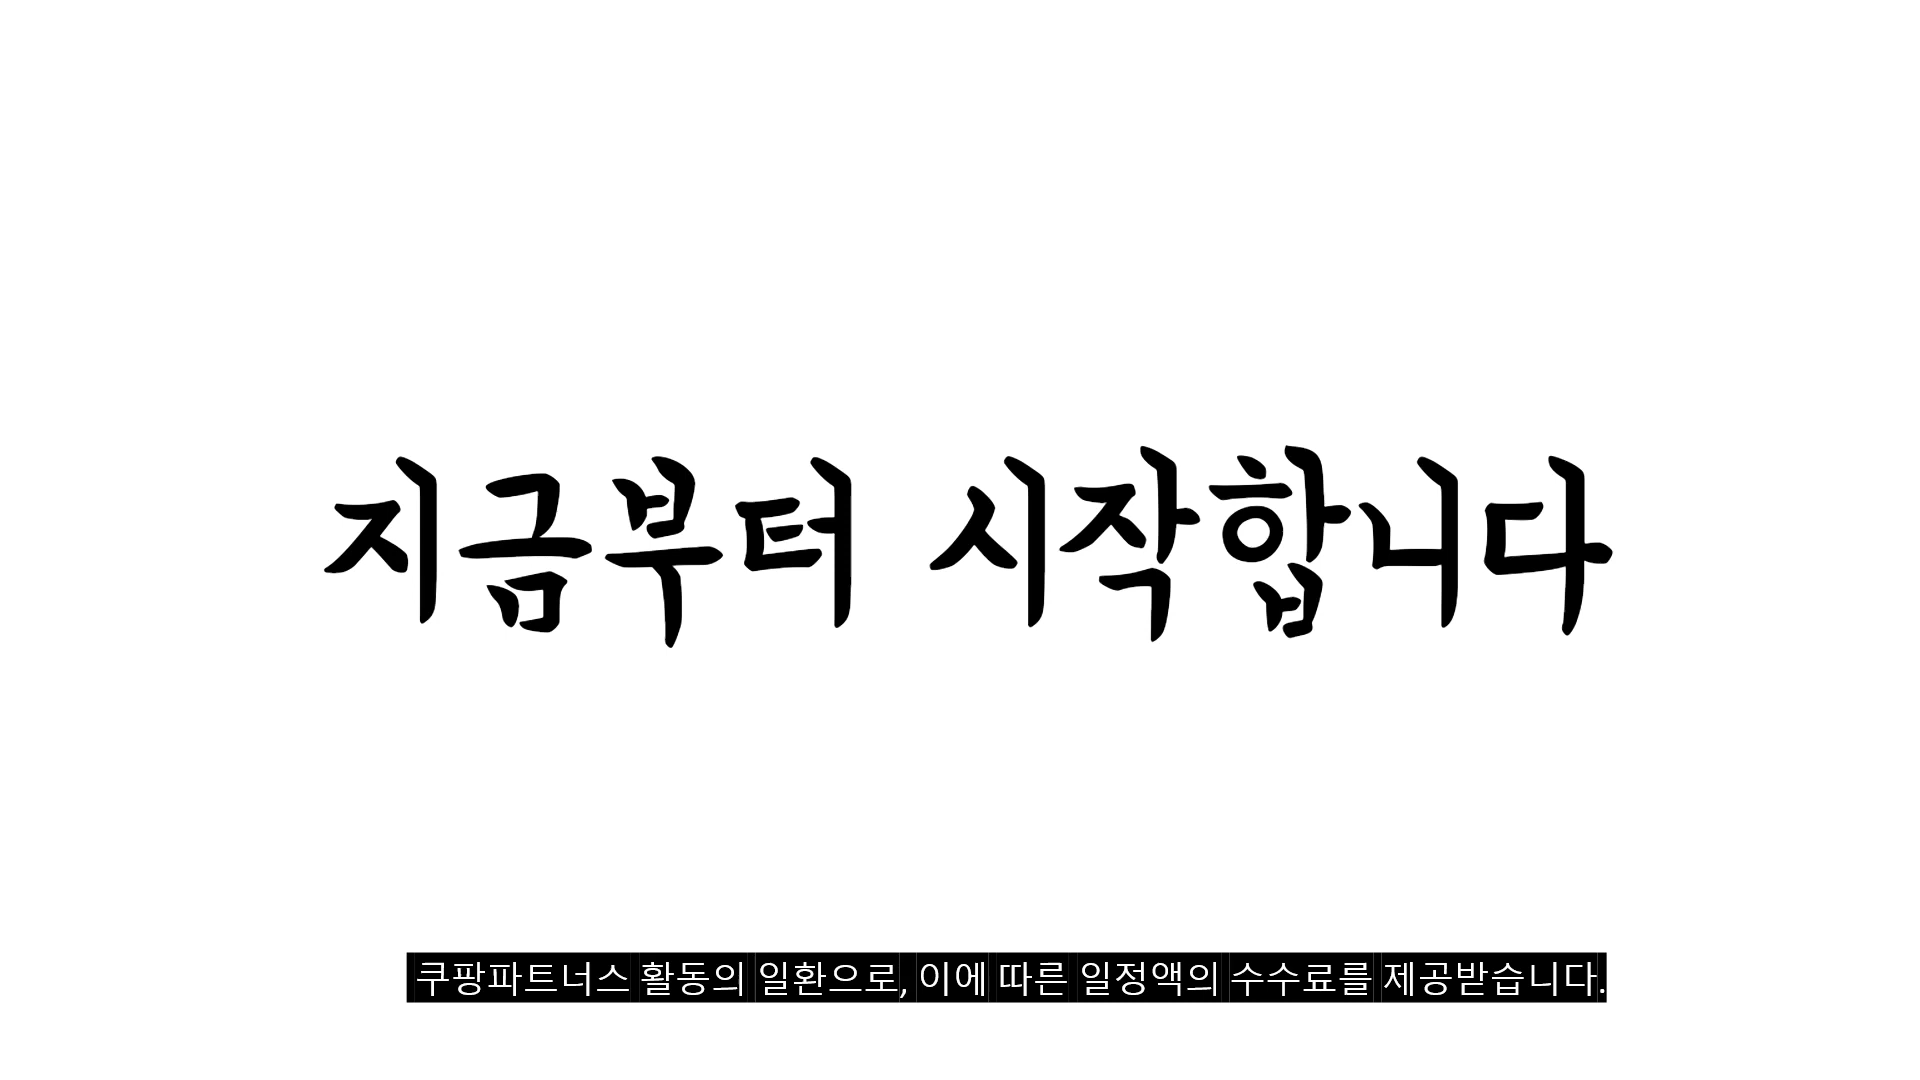 지금부터 시작합니다
쿠팡파트너스 활동의 일환으로, 이에 따른 일정액의 수수료를 제공받습니다.